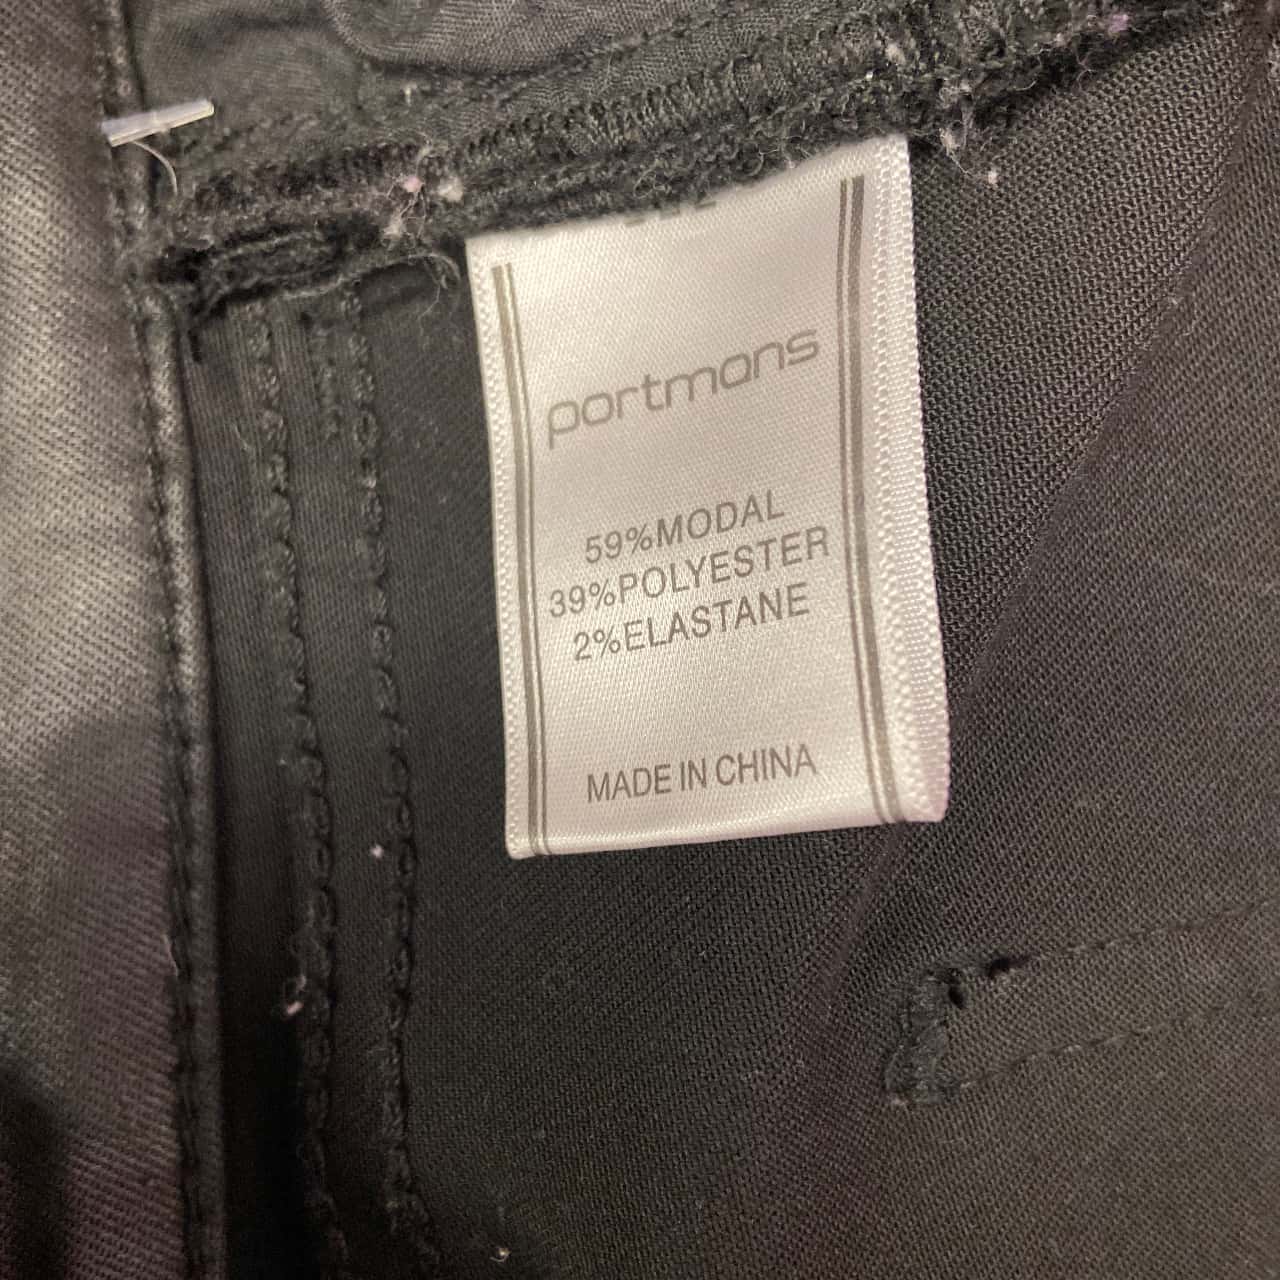 portmans
59%MODAL
39%POLYESTER
2%ELASTANE
MADE IN CHINA